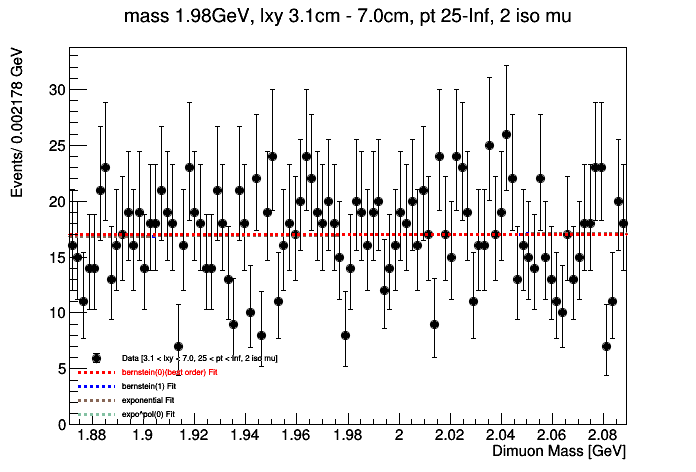 mass 1.98GeV, lxy 3.1cm - 7.0cm, pt 25-Inf, 2 iso mu
Events/ 0.002178 GeV
30
25
20
15
10
5
0
Data [3.1 < lxy < 7.0, 25 < pt < Inf, 2 iso mu]
bernstein(0)(best order) Fit
bernstein(1) Fit
exponential Fit
expo*pol(0) Fit
1.88 1.9 1.92 1.94 1.96 1.98 2 2.02 2.04 2.06 2.08
Dimuon Mass [GeV]